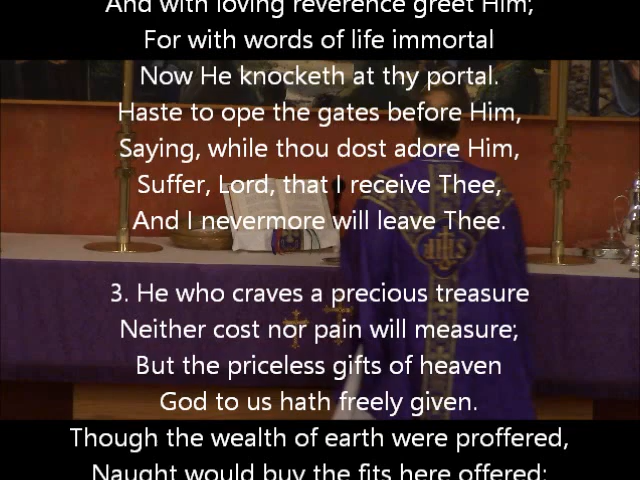 And with loving reverence greet Him;
For with words of life immortal
Now He knocketh at thy portal.
Haste to ope the gates before Him,
Saying, while thou dost adore Him,
Suffer, Lord, that I receive Thee,
And I nevermore will leave Thee.
3. He who craves a precious treasure
Neither cost nor pain will measure;
But the priceless gifts of heaven
God to us hath freely given.
Though the wealth of earth were proffered,
Naught would buy the fits here offered:
IHS